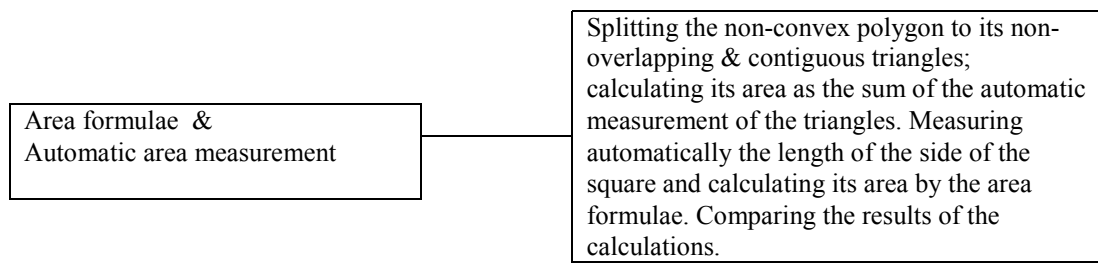 Area formulae &
Automatic area measurement
Splitting the non-convex polygon to its non-
overlapping & contiguous triangles;
calculating its area as the sum of the automatic
measurement of the triangles. Measuring
automatically the length of the side of the
square and calculating its area by the area
formulae. Comparing the results of the
calculations.